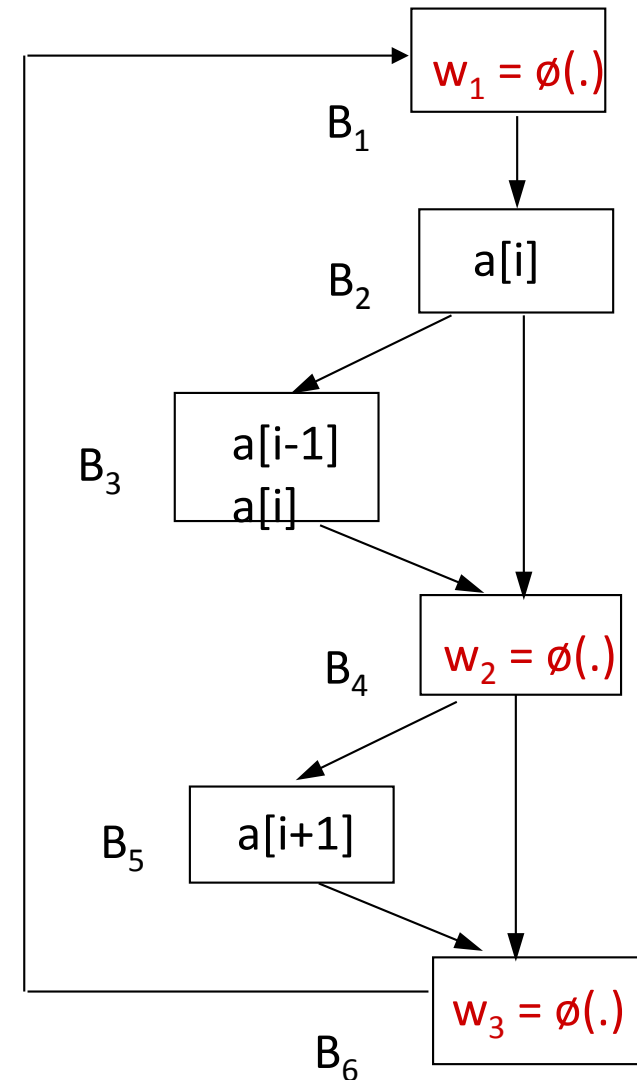 w₁ = ø(.)
B₁
a[i]
B₂
a[i-1]
a[i]
B₃
w₂ = ø(.)
B₄
a[i+1]
B₅
w₃ = ø(.)
B₆